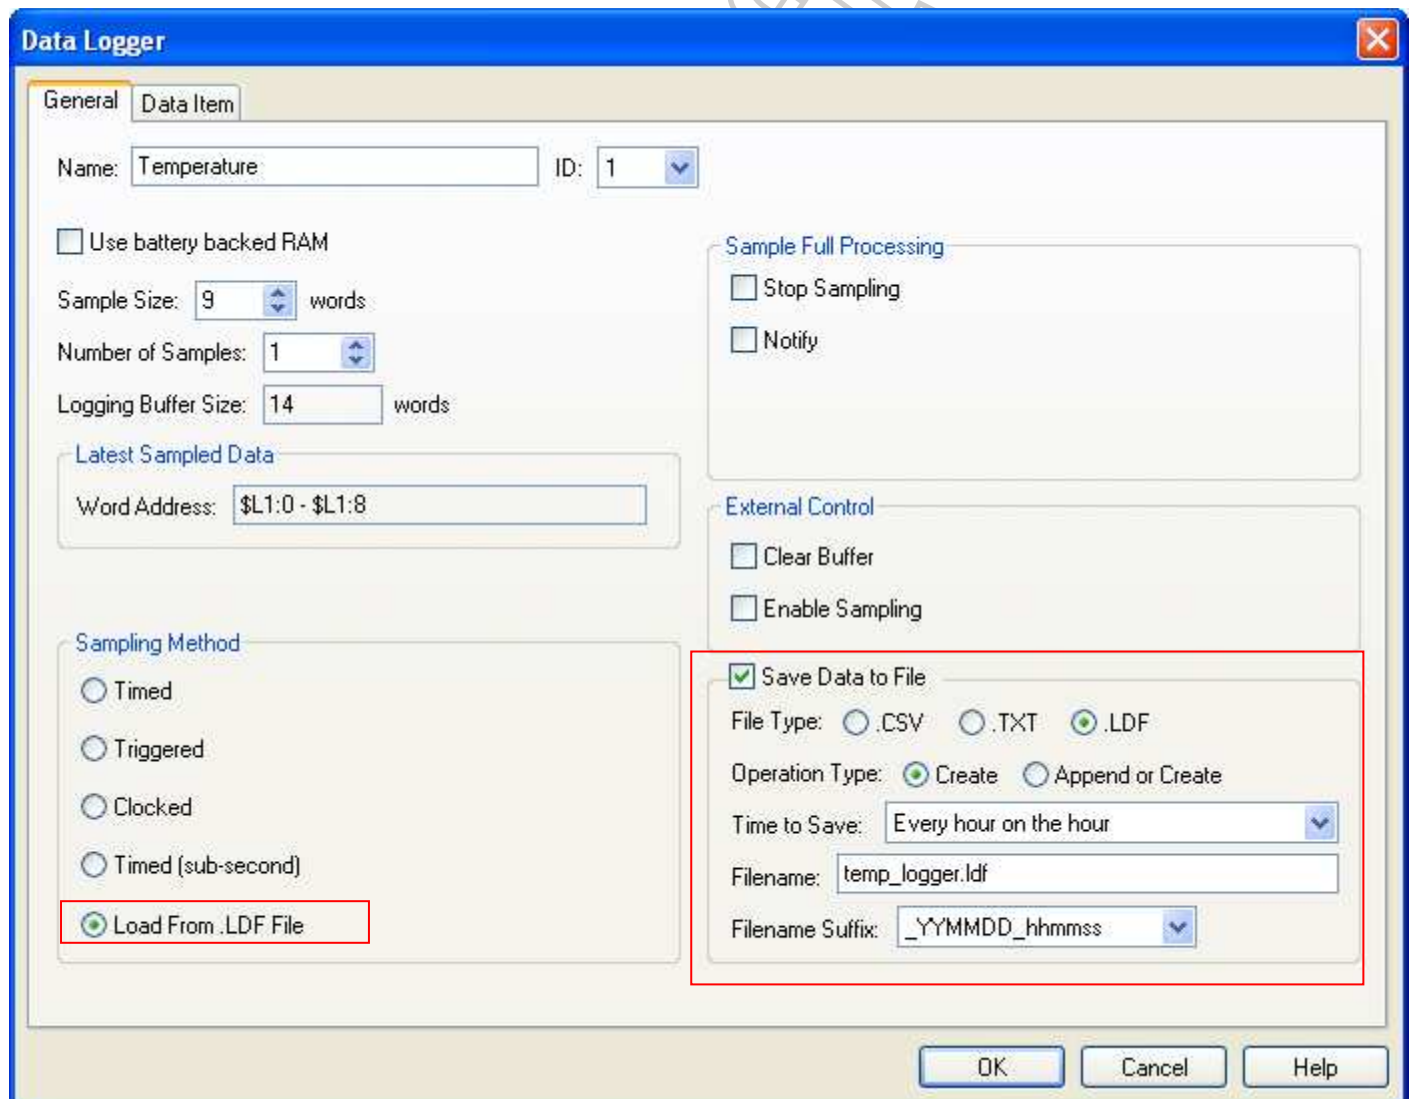 Data Logger
General
Data Item
Name: Temperature ID: 1
Use battery backed RAM
Sample Size: 9 words
Number of Samples: 1
Logging Buffer Size: 14 words
Latest Sampled Data
Word Address: $L1:0 - $L1:8
Sampling Method
Timed
Triggered
Clocked
Timed (sub-second)
Load From .LDF File
Sample Full Processing
Stop Sampling
Notify
External Control
Clear Buffer
Enable Sampling
Save Data to File
File Type: .CSV .TXT .LDF
Operation Type: Create Append or Create
Time to Save: Every hour on the hour
Filename: temp_logger.ldf
Filename Suffix: _YYMMDD_hhmmss
OK Cancel Help